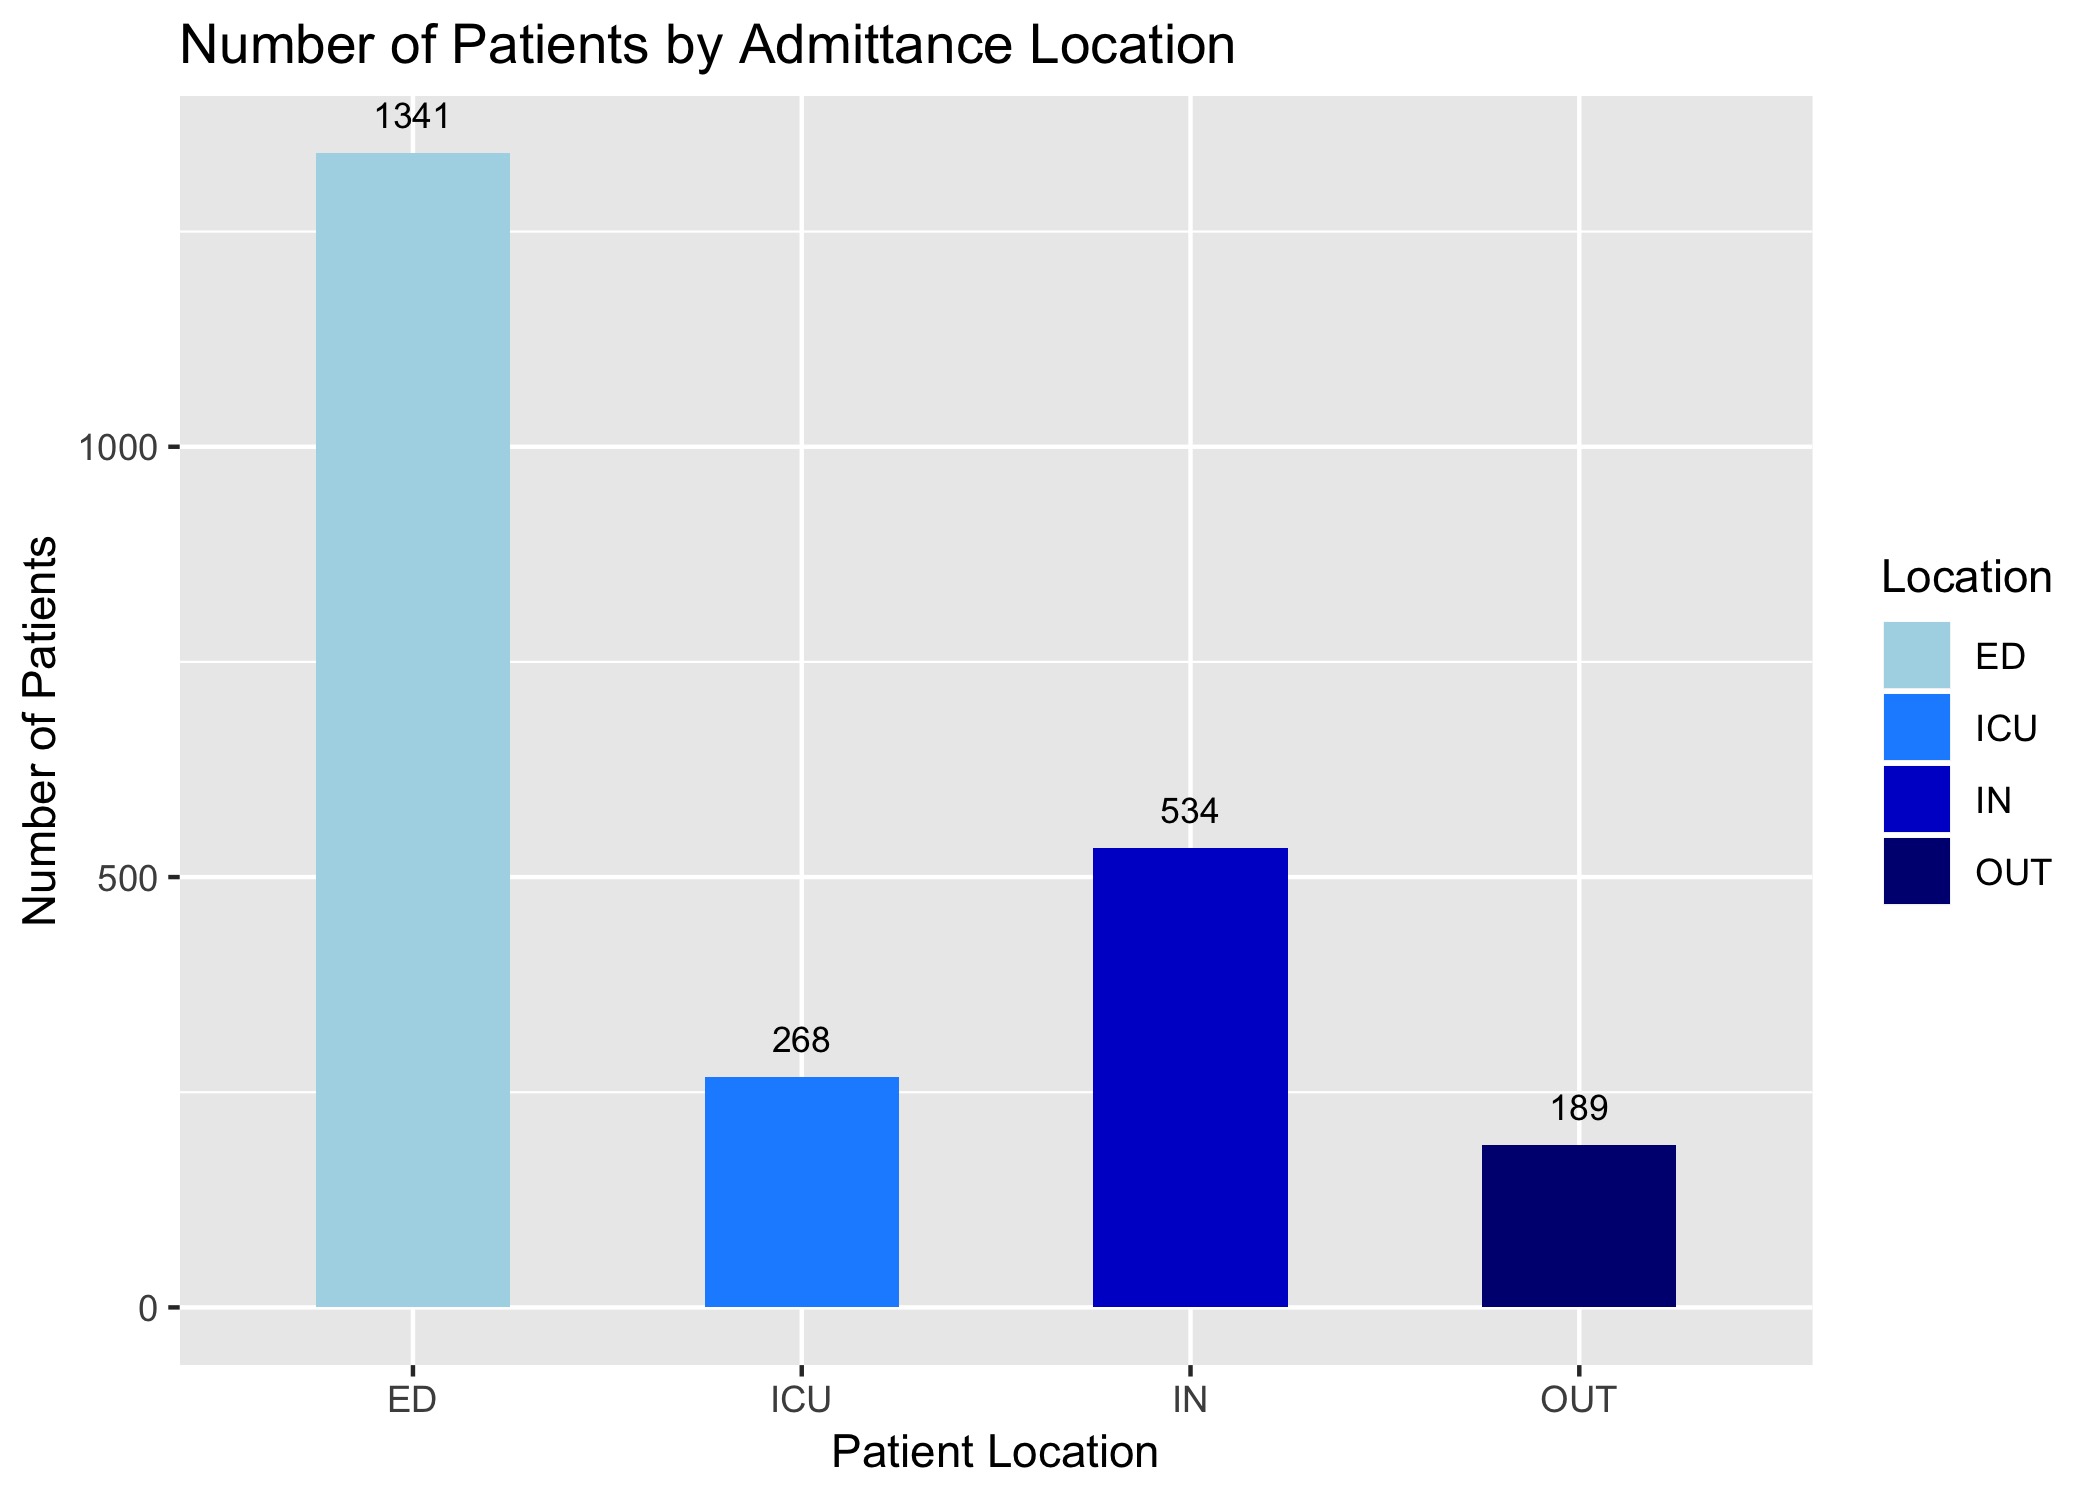 Number of Patients by Admittance Location
1341
1000
Number of Patients
Location
ED
ICU
IN
OUT
534
500
268
189
0
ED ICU IN OUT
Patient Location